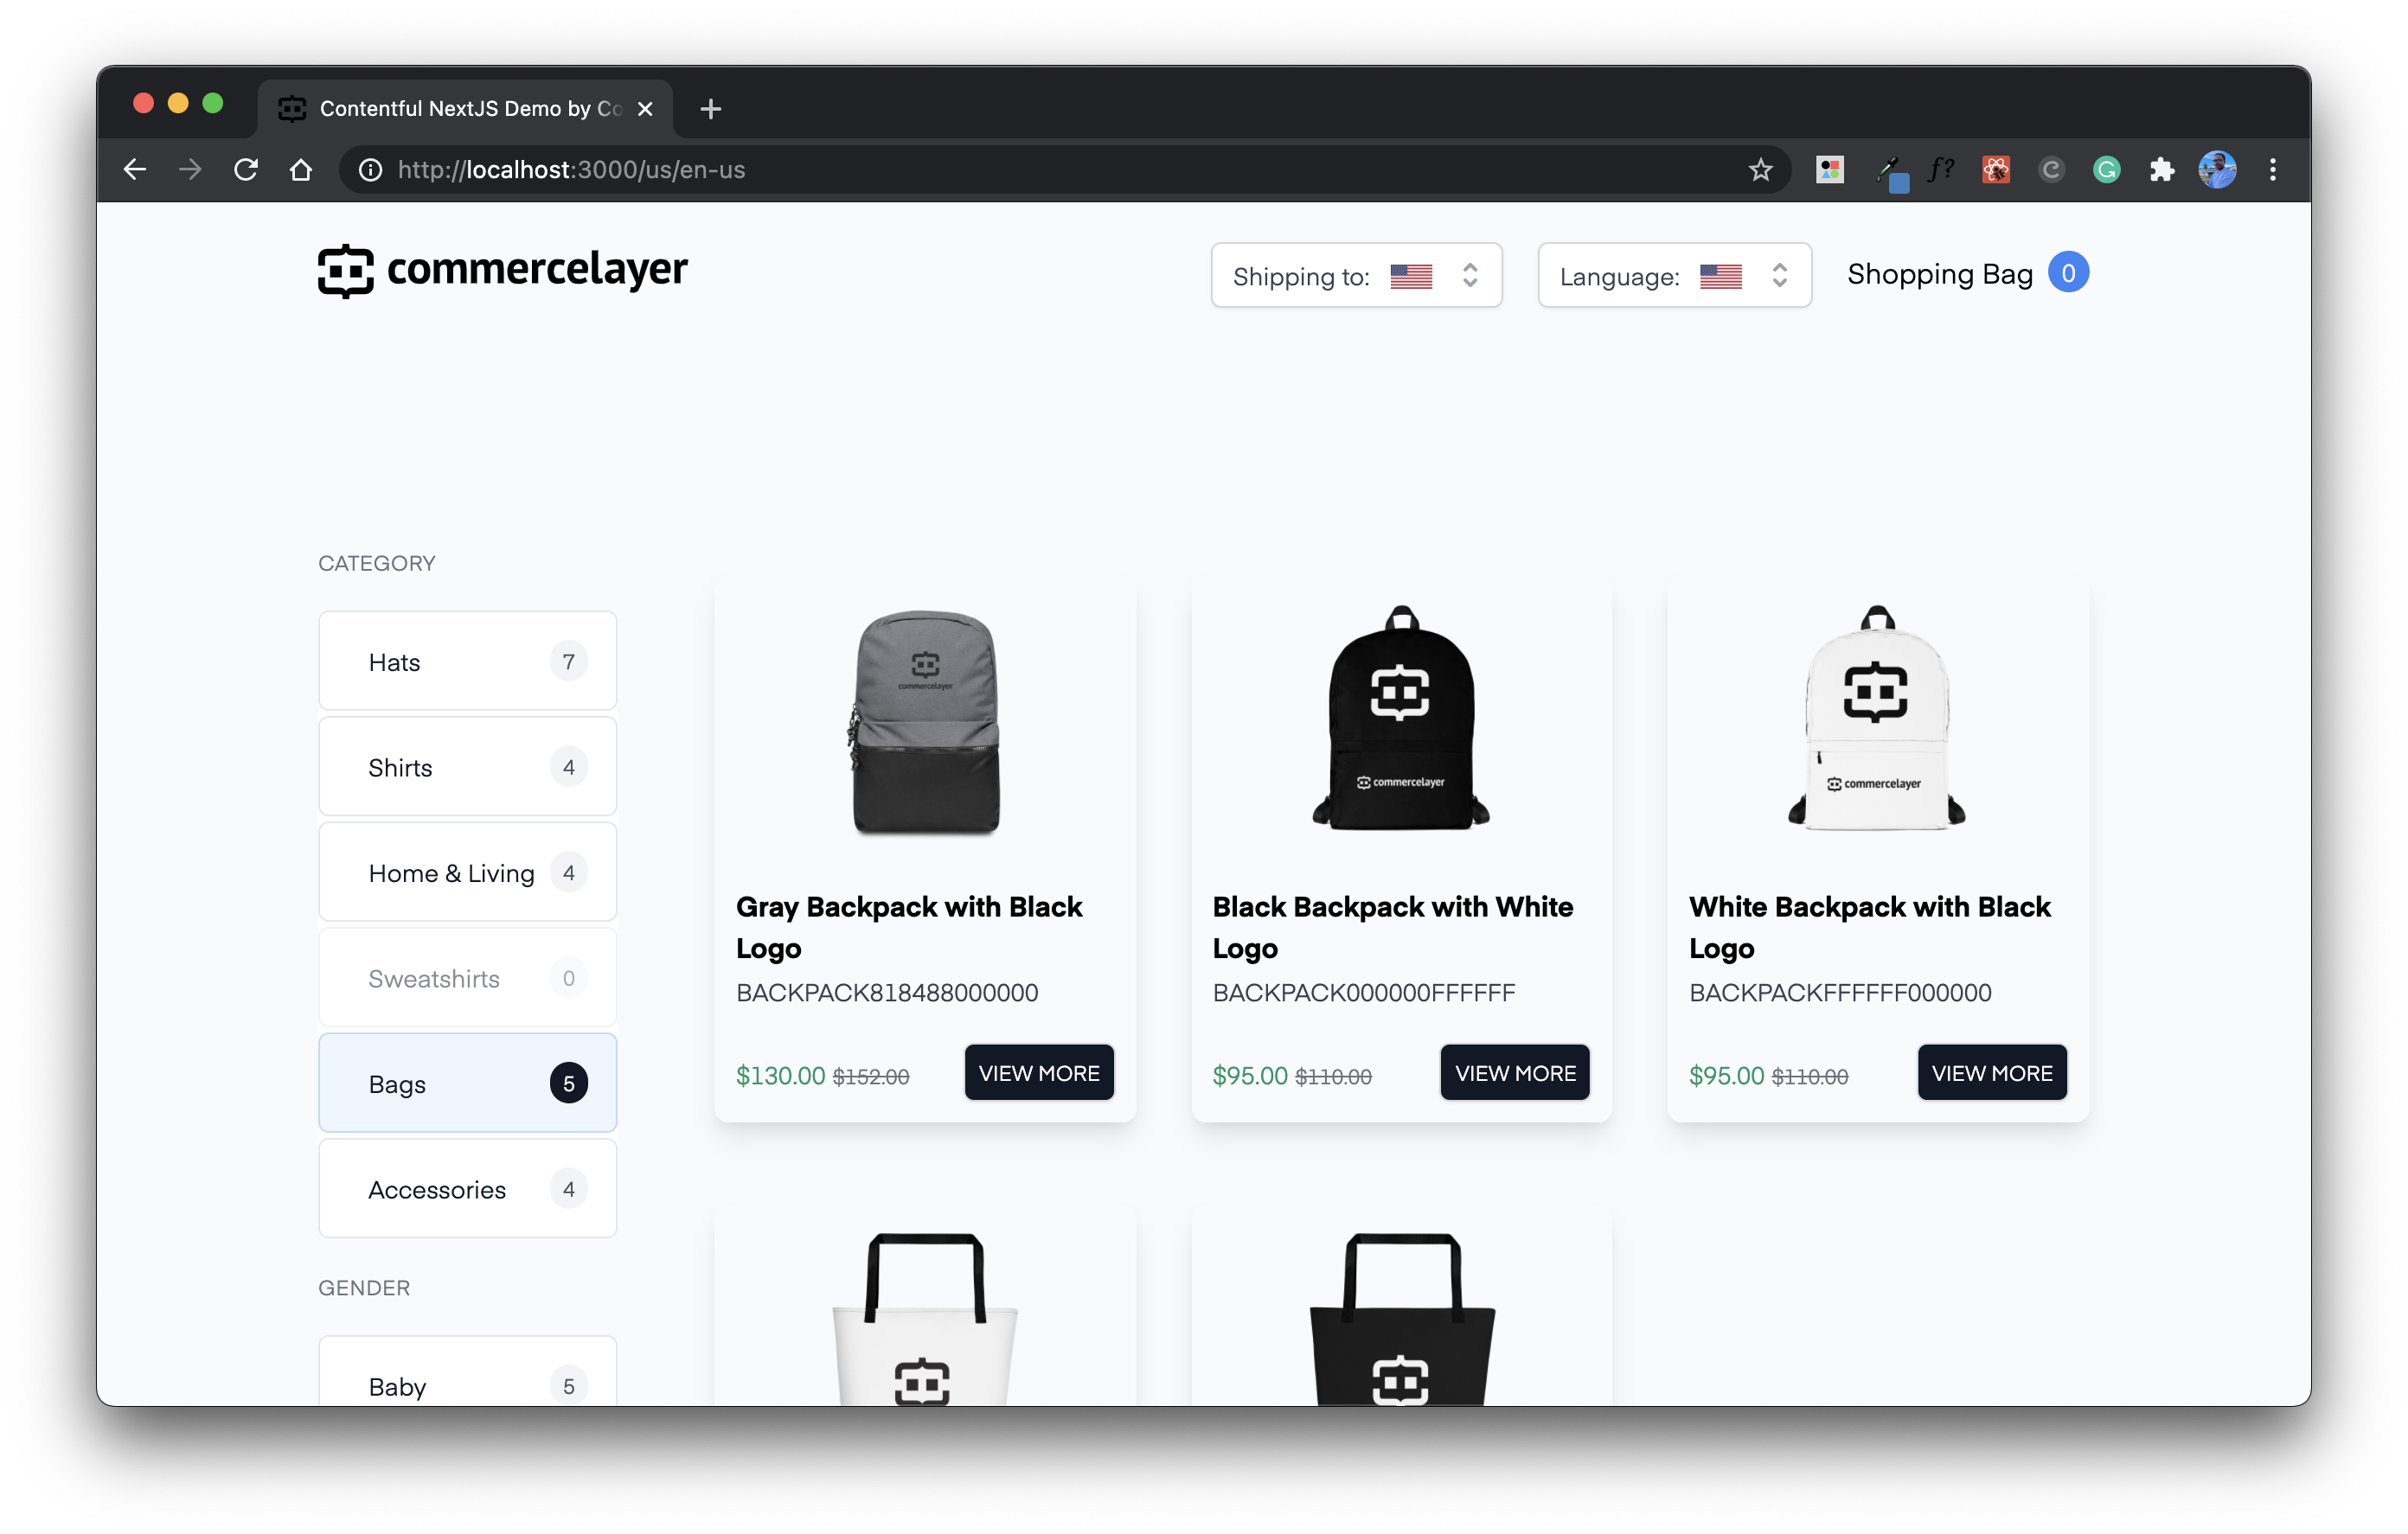 Contentful NextJS Demo by Co
http://localhost:3000/us/en-us
commercelayer
Shipping to:
Language:
Shopping Bag 0
CATEGORY
Hats 7
Shirts 4
Home & Living 4
Sweatshirts 0
Bags 5
Accessories 4
GENDER
Baby 5
commercelayer
Gray Backpack with Black
Logo
BACKPACK818488000000
$130.00 $152.00 VIEW MORE
commercelayer
Black Backpack with White
Logo
BACKPACK000000FFFFFF
$95.00 $110.00 VIEW MORE
commercelayer
White Backpack with Black
Logo
BACKPACKFFFFFF000000
$95.00 $110.00 VIEW MORE